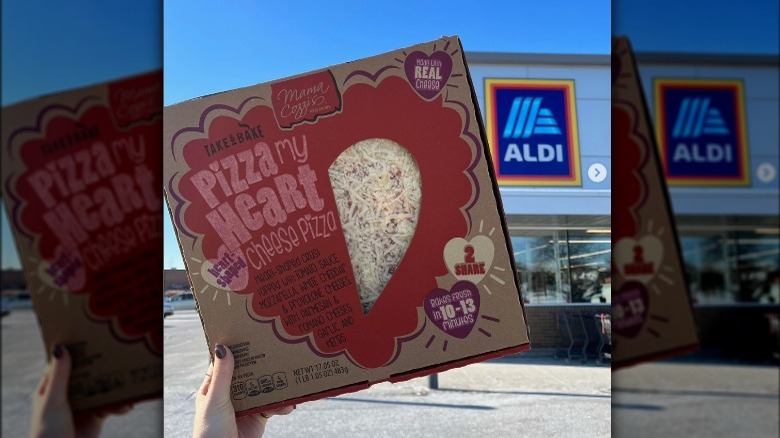 Mama
Cozzi's
MADE WITH
REAL
CHEESE
TAKE & BAKE
Pizza my
HeaRt
Cheese Pizza
Heart-
Shaped
HEART-SHAPED CRUST
TOPPED WITH TOMATO SAUCE,
MOZZARELLA, WHITE CHEDDAR
& PROVOLONE CHEESES
WITH PARMESAN &
ROMANO CHEESES,
GARLIC, AND
HERBS
2
SHARE
BAKES FRESH
IN 10-13
MINUTES
NET WT 17.05 OZ
(1 LB 1.05 OZ) 483g
310
ALDI
ALDI